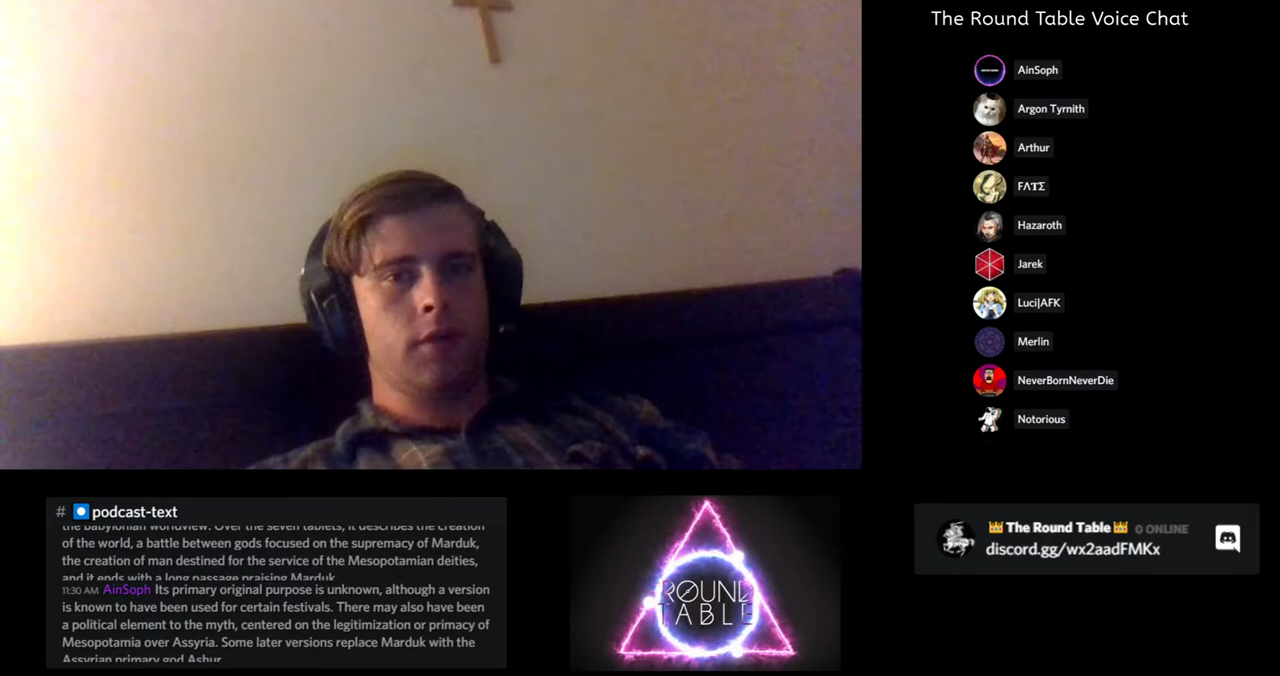 The Round Table Voice Chat
AinSoph
Argon Tyrnith
Arthur
FΛTΣ
Hazaroth
Jarek
Luci|AFK
Merlin
NeverBornNeverDie
Notorious
# podcast-text
the babylonian worldview. Over the seven tablets, it describes the creation
of the world, a battle between gods focused on the supremacy of Marduk,
the creation of man destined for the service of the Mesopotamian deities,
and it ends with a long passage praising Marduk
11:30 AM AinSoph Its primary original purpose is unknown, although a version
is known to have been used for certain festivals. There may also have been
a political element to the myth, centered on the legitimization or primacy of
Mesopotamia over Assyria. Some later versions replace Marduk with the
Assyrian primary god Ashur
ROUND
TABLE
👑 The Round Table 👑 0 ONLINE
discord.gg/wx2aadFMKx